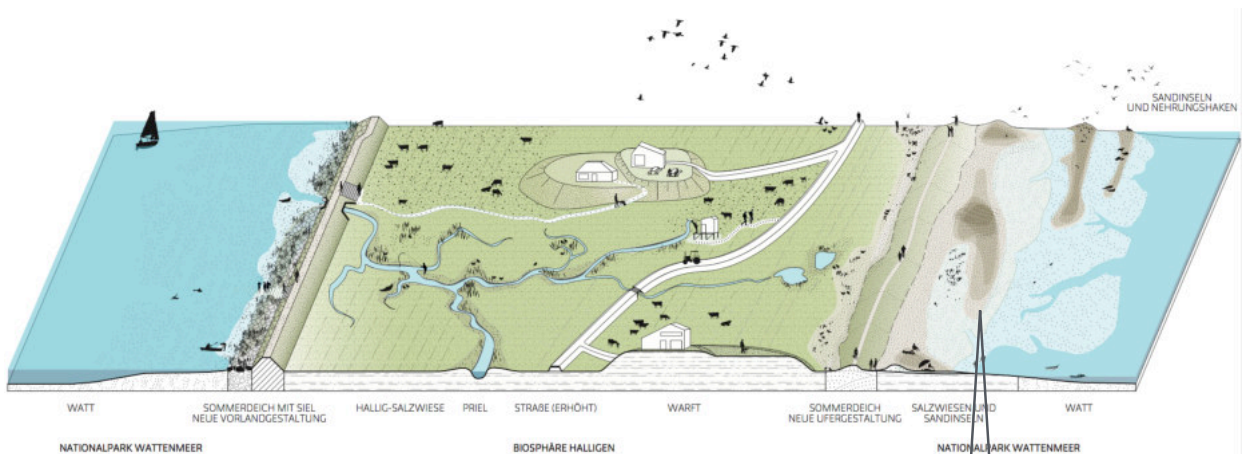 SANDINSELN
UND NEHRUNGSHAKEN
WATT
SOMMERDEICH MIT SIEL
NEUE VORLANDGESTALTUNG
HALLIG-SALZWIESE
PRIEL
STRAßE (ERHÖHT)
WARFT
SOMMERDEICH
NEUE UFERGESTALTUNG
SALZWIESEN UND
SANDINSELN
WATT
NATIONALPARK WATTENMEER
BIOSPHÄRE HALLIGEN
NATIONALPARK WATTENMEER